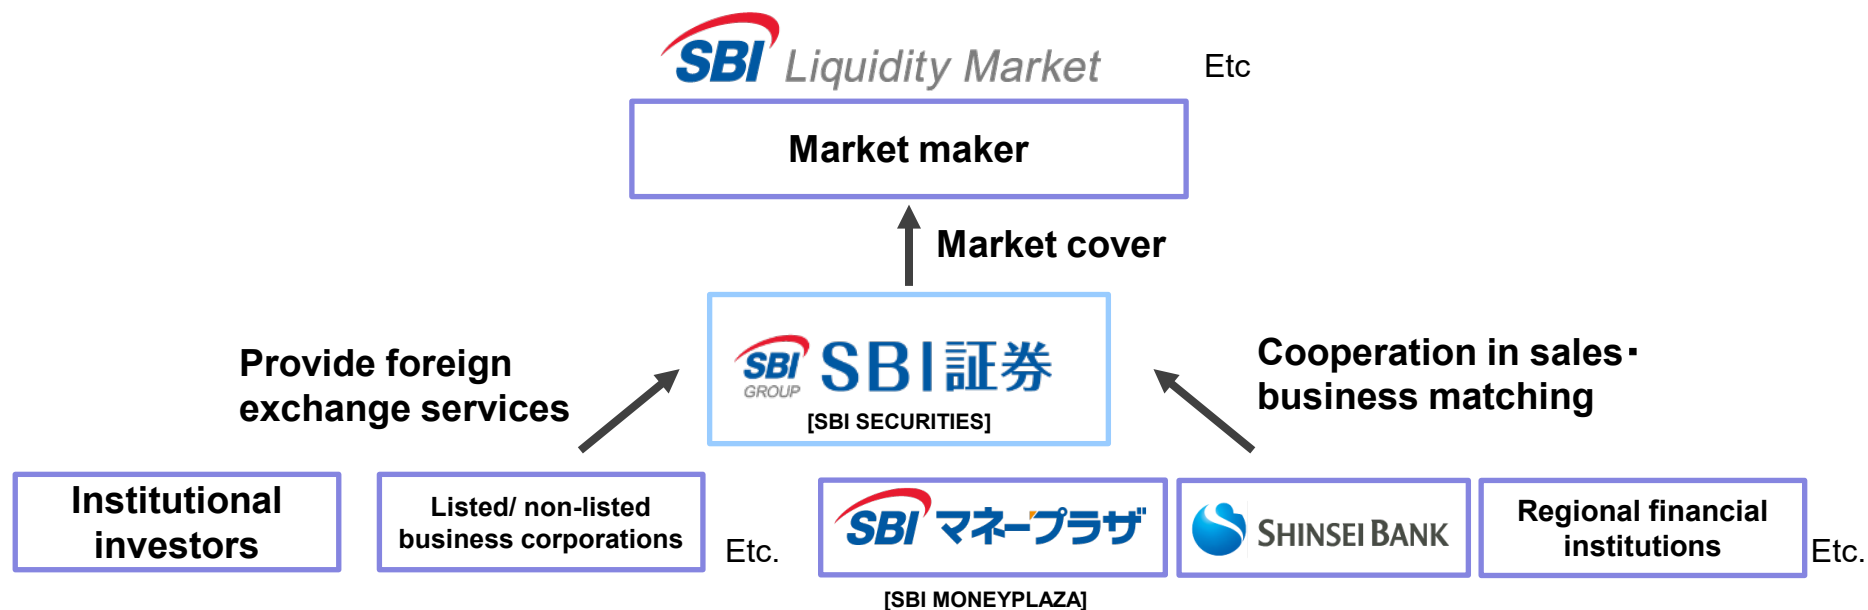 SBI Liquidity Market
Etc
Market maker
Market cover
Provide foreign
exchange services
SBI
GROUP
SBI証券
[SBI SECURITIES]
Cooperation in sales・
business matching
Institutional
investors
Listed/ non-listed
business corporations
Etc.
SBI マネープラザ
[SBI MONEYPLAZA]
SHINSEI BANK
Regional financial
institutions
Etc.